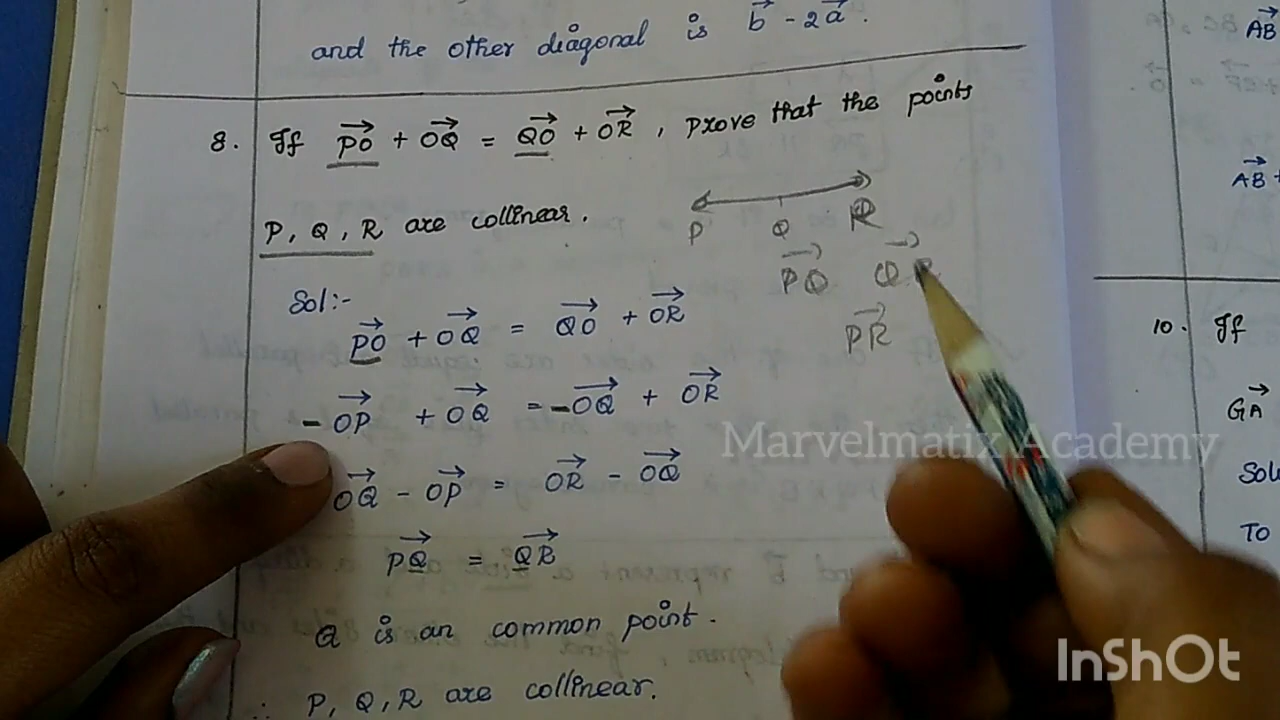 and the other diagonal is b⃗ - 2a⃗.
8. If PO⃗ + OQ⃗ = QO⃗ + OR⃗, prove that the points
P, Q, R are collinear.
P Q R
PQ⃗ QR⃗
PR⃗
Sol:-
PO⃗ + OQ⃗ = QO⃗ + OR⃗
-OP⃗ + OQ⃗ = -OQ⃗ + OR⃗
OQ⃗ - OP⃗ = OR⃗ - OQ⃗
PQ⃗ = QR⃗
Q is an common point.
∴ P, Q, R are collinear.
AB⃗
AB⃗ +
10. If
GA⃗
Solu
TO
Marvelmatix Academy
InShOt